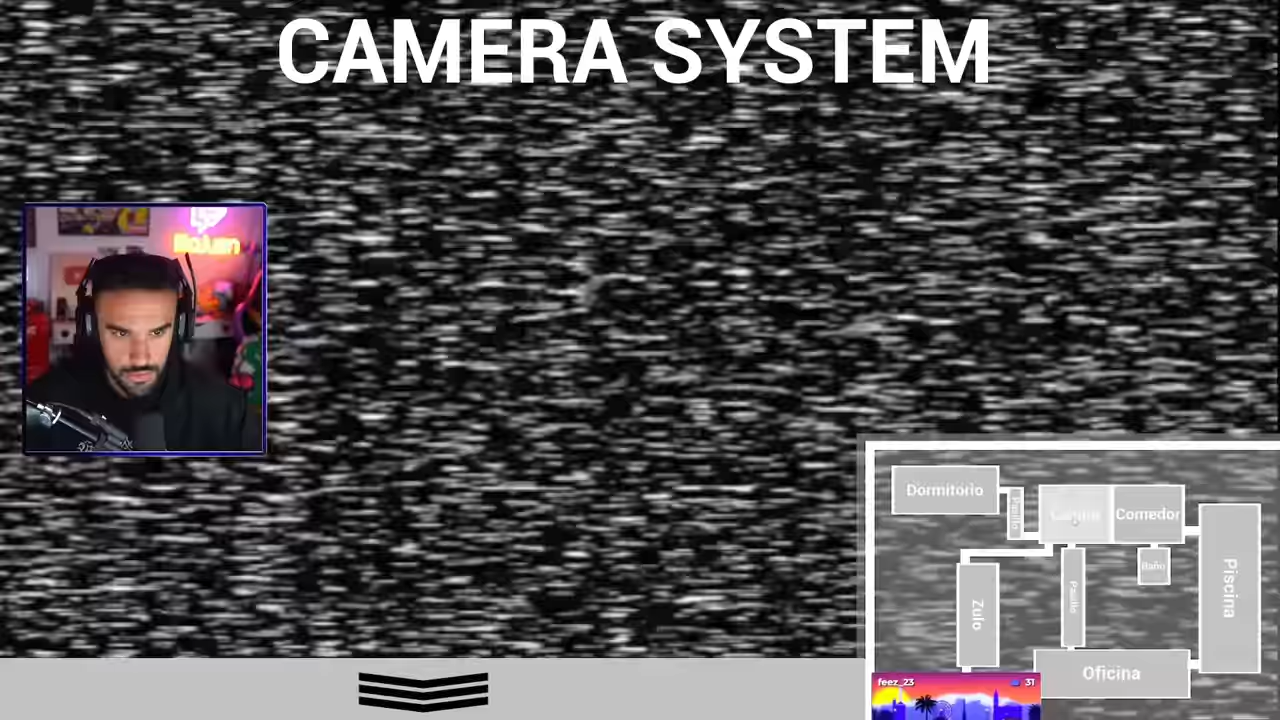 CAMERA SYSTEM
Dormitorio
Pasillo
Comedor
Baño
Piscina
Zulo
Pasillo
Oficina
feez_23
31